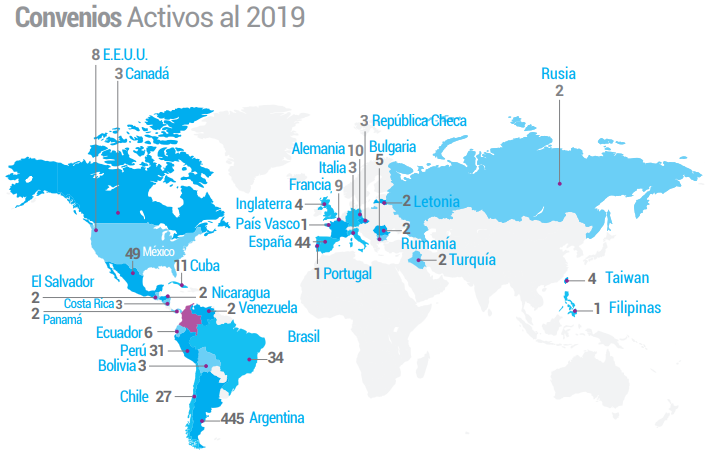 Convenios Activos al 2019
8 E.E.U.U.
3 Canadá
Rusia
2
3 República Checa
Alemania 10
Bulgaria
5
Italia 3
Francia
9
Inglaterra 4
2 Letonia
País Vasco 1
2
Rumanía
España 44
2 Turquía
1 Portugal
México
49
11 Cuba
4 Taiwan
1 Filipinas
El Salvador
2
2 Nicaragua
Costa Rica 3
2 Venezuela
2 Panamá
Ecuador 6
Brasil
34
Perú 31
Bolivia 3
Chile 27
445 Argentina